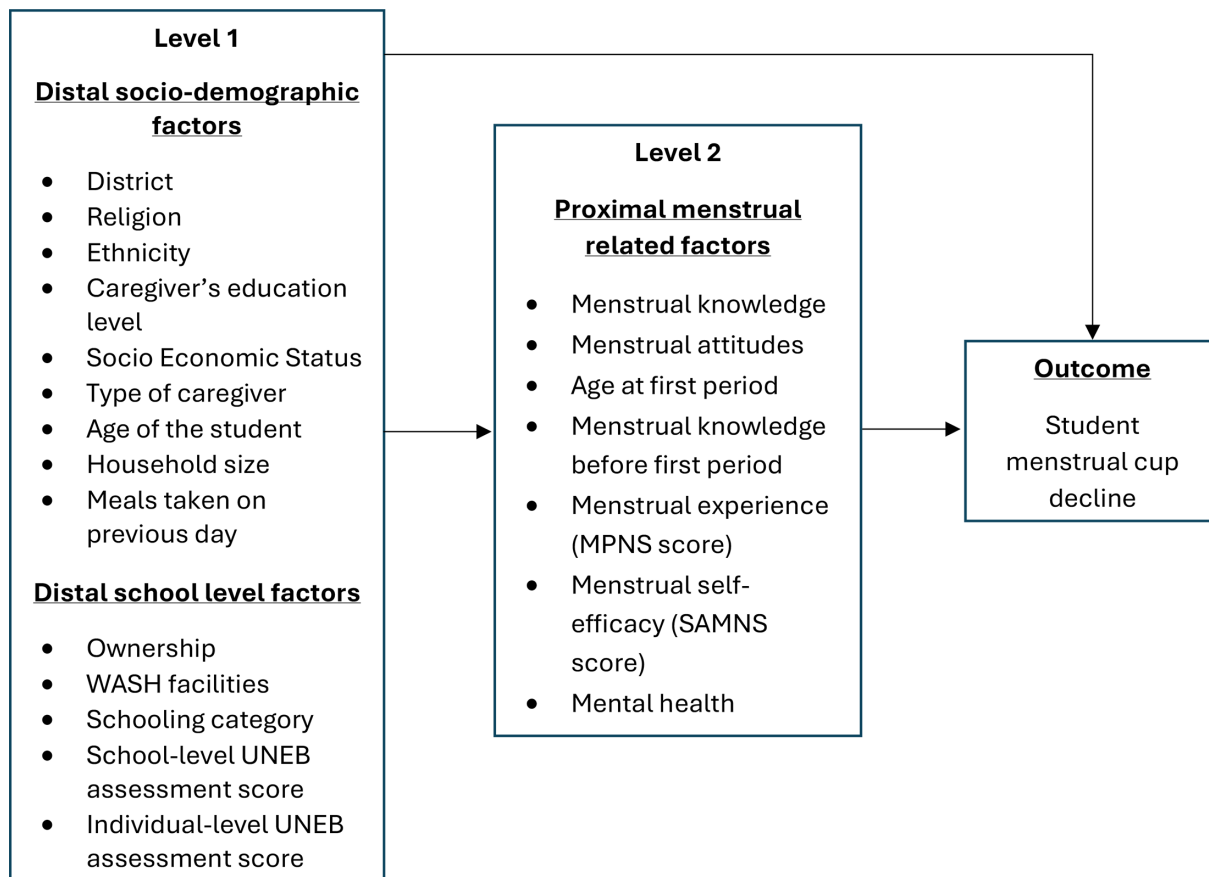 Level 1
Distal socio-demographic
factors
• District
• Religion
• Ethnicity
• Caregiver’s education
level
• Socio Economic Status
• Type of caregiver
• Age of the student
• Household size
• Meals taken on
previous day
Distal school level factors
• Ownership
• WASH facilities
• Schooling category
• School-level UNEB
assessment score
• Individual-level UNEB
assessment score
Level 2
Proximal menstrual
related factors
• Menstrual knowledge
• Menstrual attitudes
• Age at first period
• Menstrual knowledge
before first period
• Menstrual experience
(MPNS score)
• Menstrual self-
efficacy (SAMNS
score)
• Mental health
Outcome
Student
menstrual cup
decline